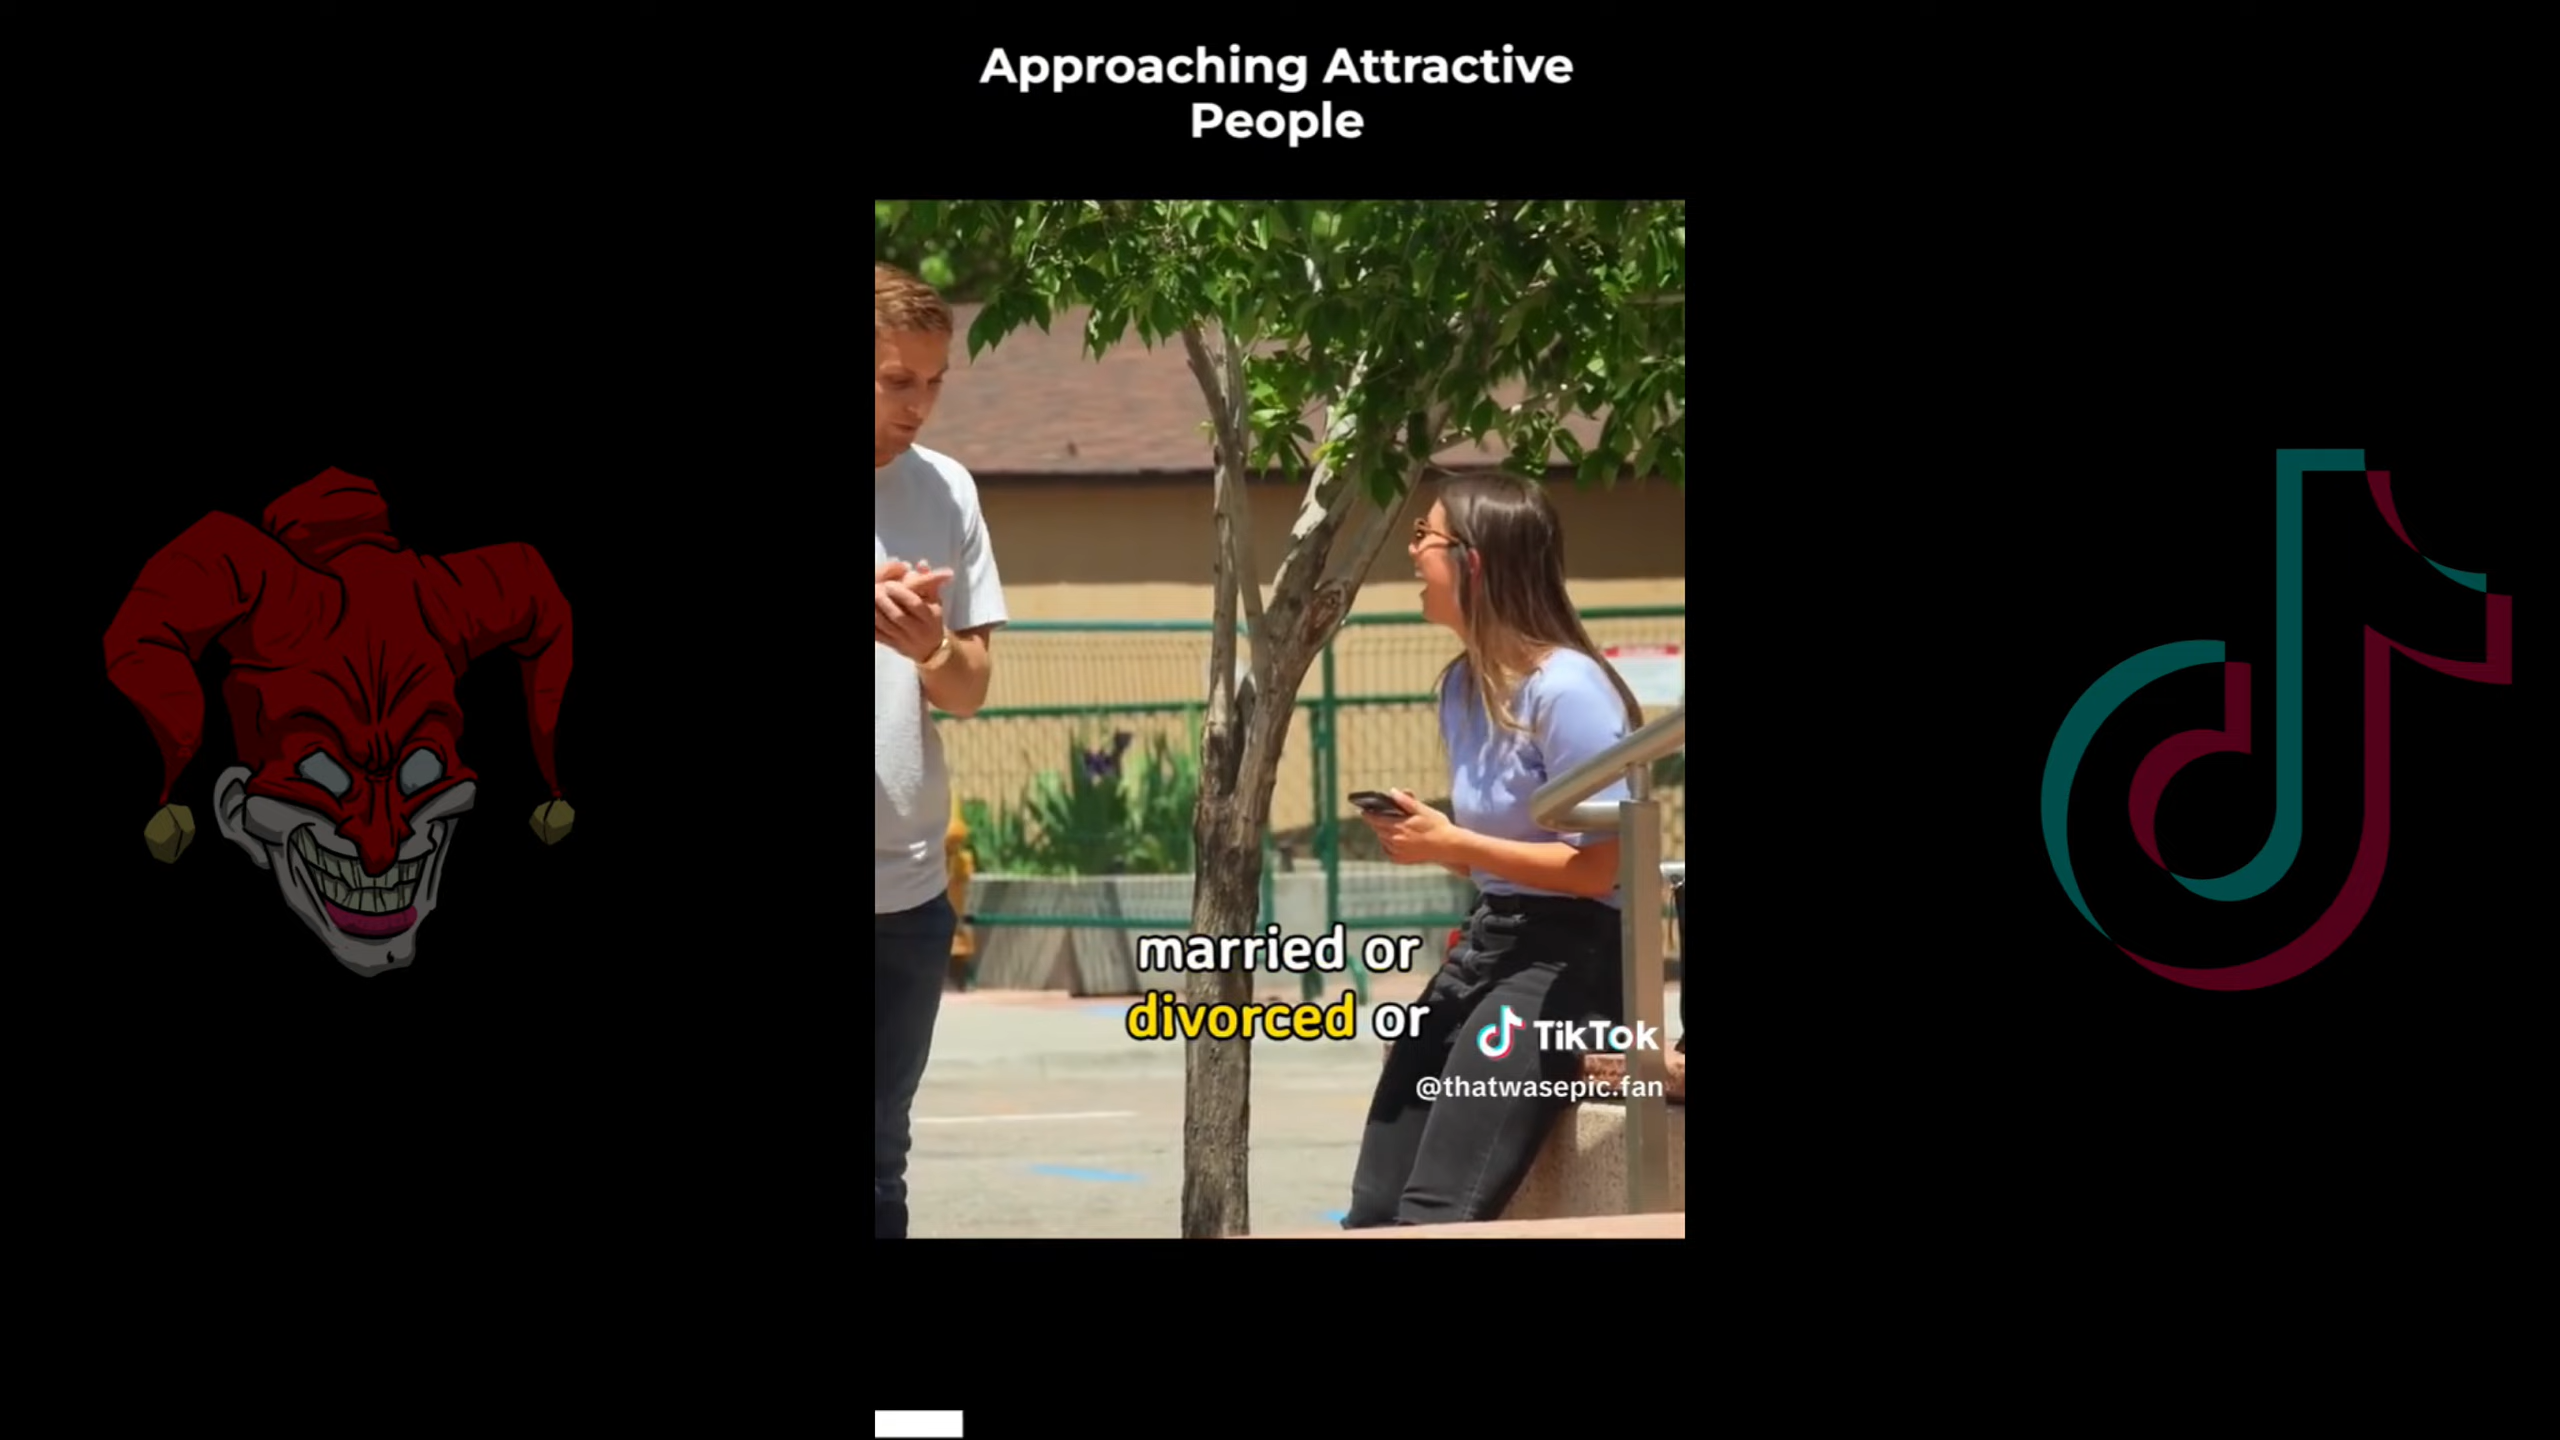 Approaching Attractive
People
married or
divorced or
TikTok
@thatwasepic.fan